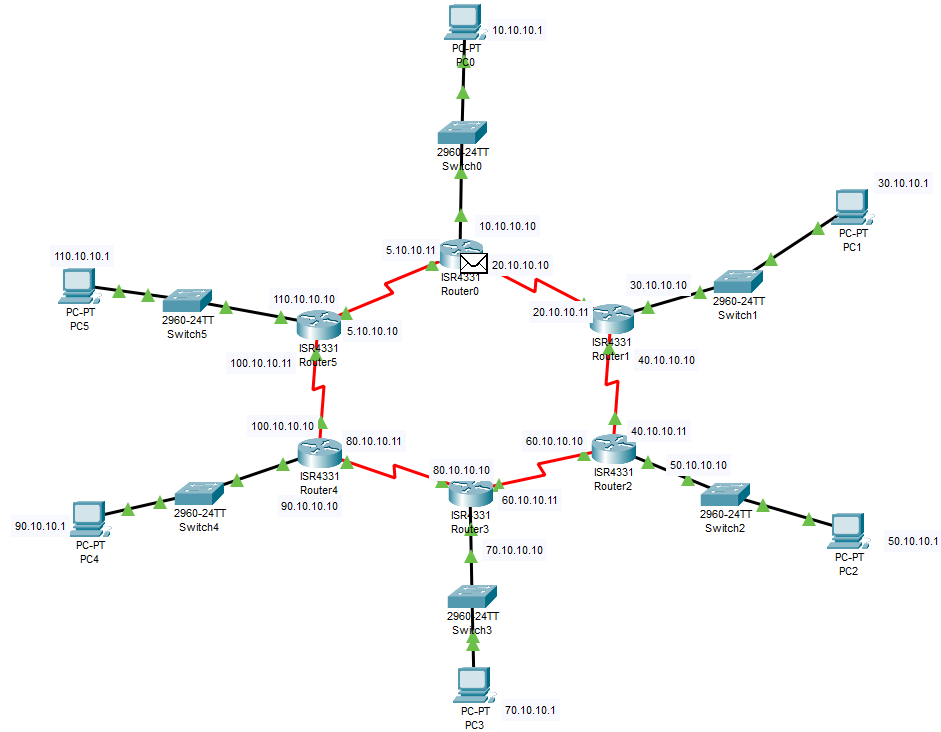 10.10.10.1
PC-PT
PC0
2960-24TT
Switch0
10.10.10.10
5.10.10.11
20.10.10.10
ISR4331
Router0
30.10.10.1
PC-PT
PC1
30.10.10.10
2960-24TT
Switch1
20.10.10.11
ISR4331
Router1
40.10.10.10
110.10.10.1
PC-PT
PC5
2960-24TT
Switch5
110.10.10.10
5.10.10.10
ISR4331
Router5
100.10.10.11
100.10.10.10
80.10.10.11
ISR4331
Router4
90.10.10.10
2960-24TT
Switch4
90.10.10.1
PC-PT
PC4
80.10.10.10
60.10.10.11
ISR4331
Router3
70.10.10.10
60.10.10.10
40.10.10.11
ISR4331
Router2
50.10.10.10
2960-24TT
Switch2
50.10.10.1
PC-PT
PC2
2960-24TT
Switch3
PC-PT
PC3
70.10.10.1